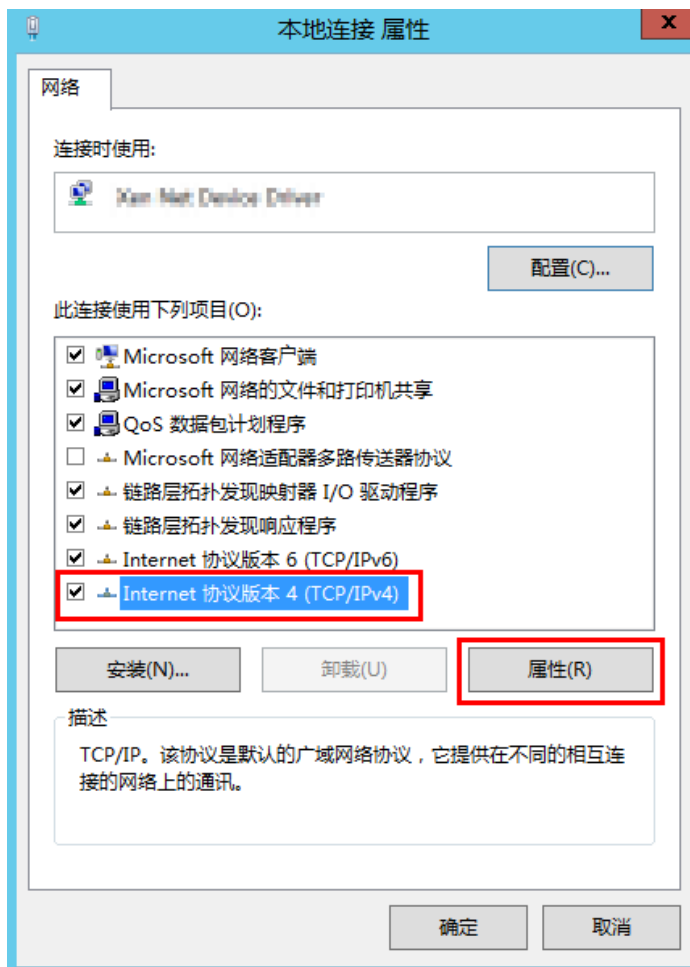 本地连接 属性
x
网络
连接时使用:
Xen Net Device Driver
配置(C)...
此连接使用下列项目(O):
Microsoft 网络客户端
Microsoft 网络的文件和打印机共享
QoS 数据包计划程序
Microsoft 网络适配器多路传送器协议
链路层拓扑发现映射器 I/O 驱动程序
链路层拓扑发现响应程序
Internet 协议版本 6 (TCP/IPv6)
Internet 协议版本 4 (TCP/IPv4)
安装(N)... 卸载(U) 属性(R)
描述
TCP/IP。该协议是默认的广域网络协议，它提供在不同的相互连
接的网络上的通讯。
确定 取消